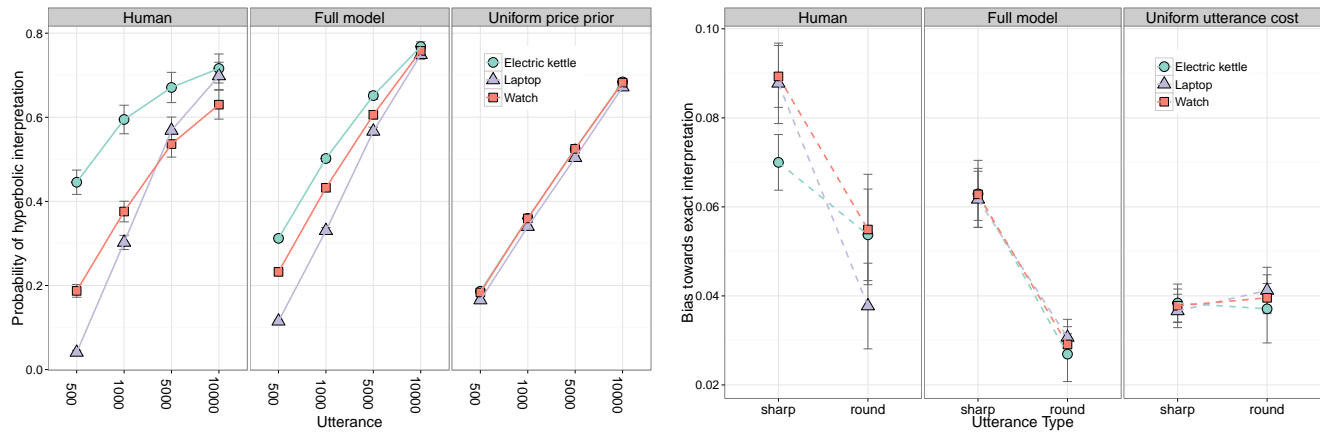 Human Full model Uniform price prior
Probability of hyperbolic interpretation
0.8
0.6
0.4
0.2
0.0
Electric kettle
Laptop
Watch
500 1000 5000 10000 500 1000 5000 10000 500 1000 5000 10000
Utterance
Human Full model Uniform utterance cost
Bias towards exact interpretation
0.10
0.08
0.06
0.04
0.02
Electric kettle
Laptop
Watch
sharp round sharp round sharp round
Utterance Type